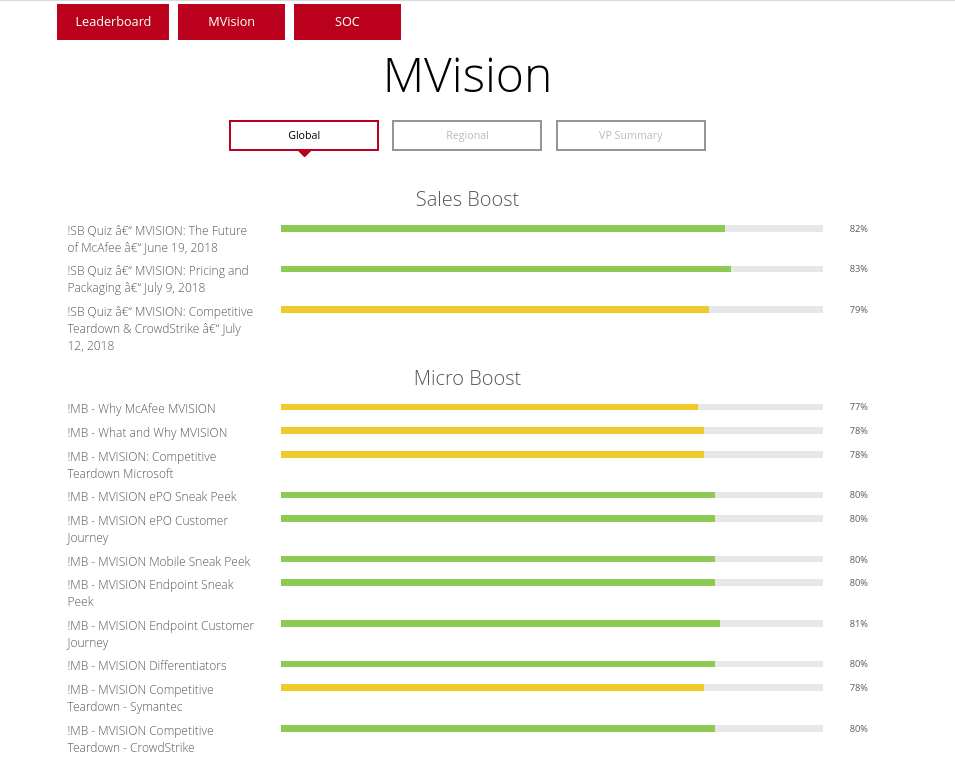 Leaderboard
MVision
SOC
MVision
Global
Regional
VP Summary
Sales Boost
!SB Quiz â€“ MVISION: The Future
of McAfee â€“ June 19, 2018
82%
!SB Quiz â€“ MVISION: Pricing and
Packaging â€“ July 9, 2018
83%
!SB Quiz â€“ MVISION: Competitive
Teardown & CrowdStrike â€“ July
12, 2018
79%
Micro Boost
!MB - Why McAfee MVISION
77%
!MB - What and Why MVISION
78%
!MB - MVISION: Competitive
Teardown Microsoft
78%
!MB - MVISION ePO Sneak Peek
80%
!MB - MVISION ePO Customer
Journey
80%
!MB - MVISION Mobile Sneak Peek
80%
!MB - MVISION Endpoint Sneak
Peek
80%
!MB - MVISION Endpoint Customer
Journey
81%
!MB - MVISION Differentiators
80%
!MB - MVISION Competitive
Teardown - Symantec
78%
!MB - MVISION Competitive
Teardown - CrowdStrike
80%